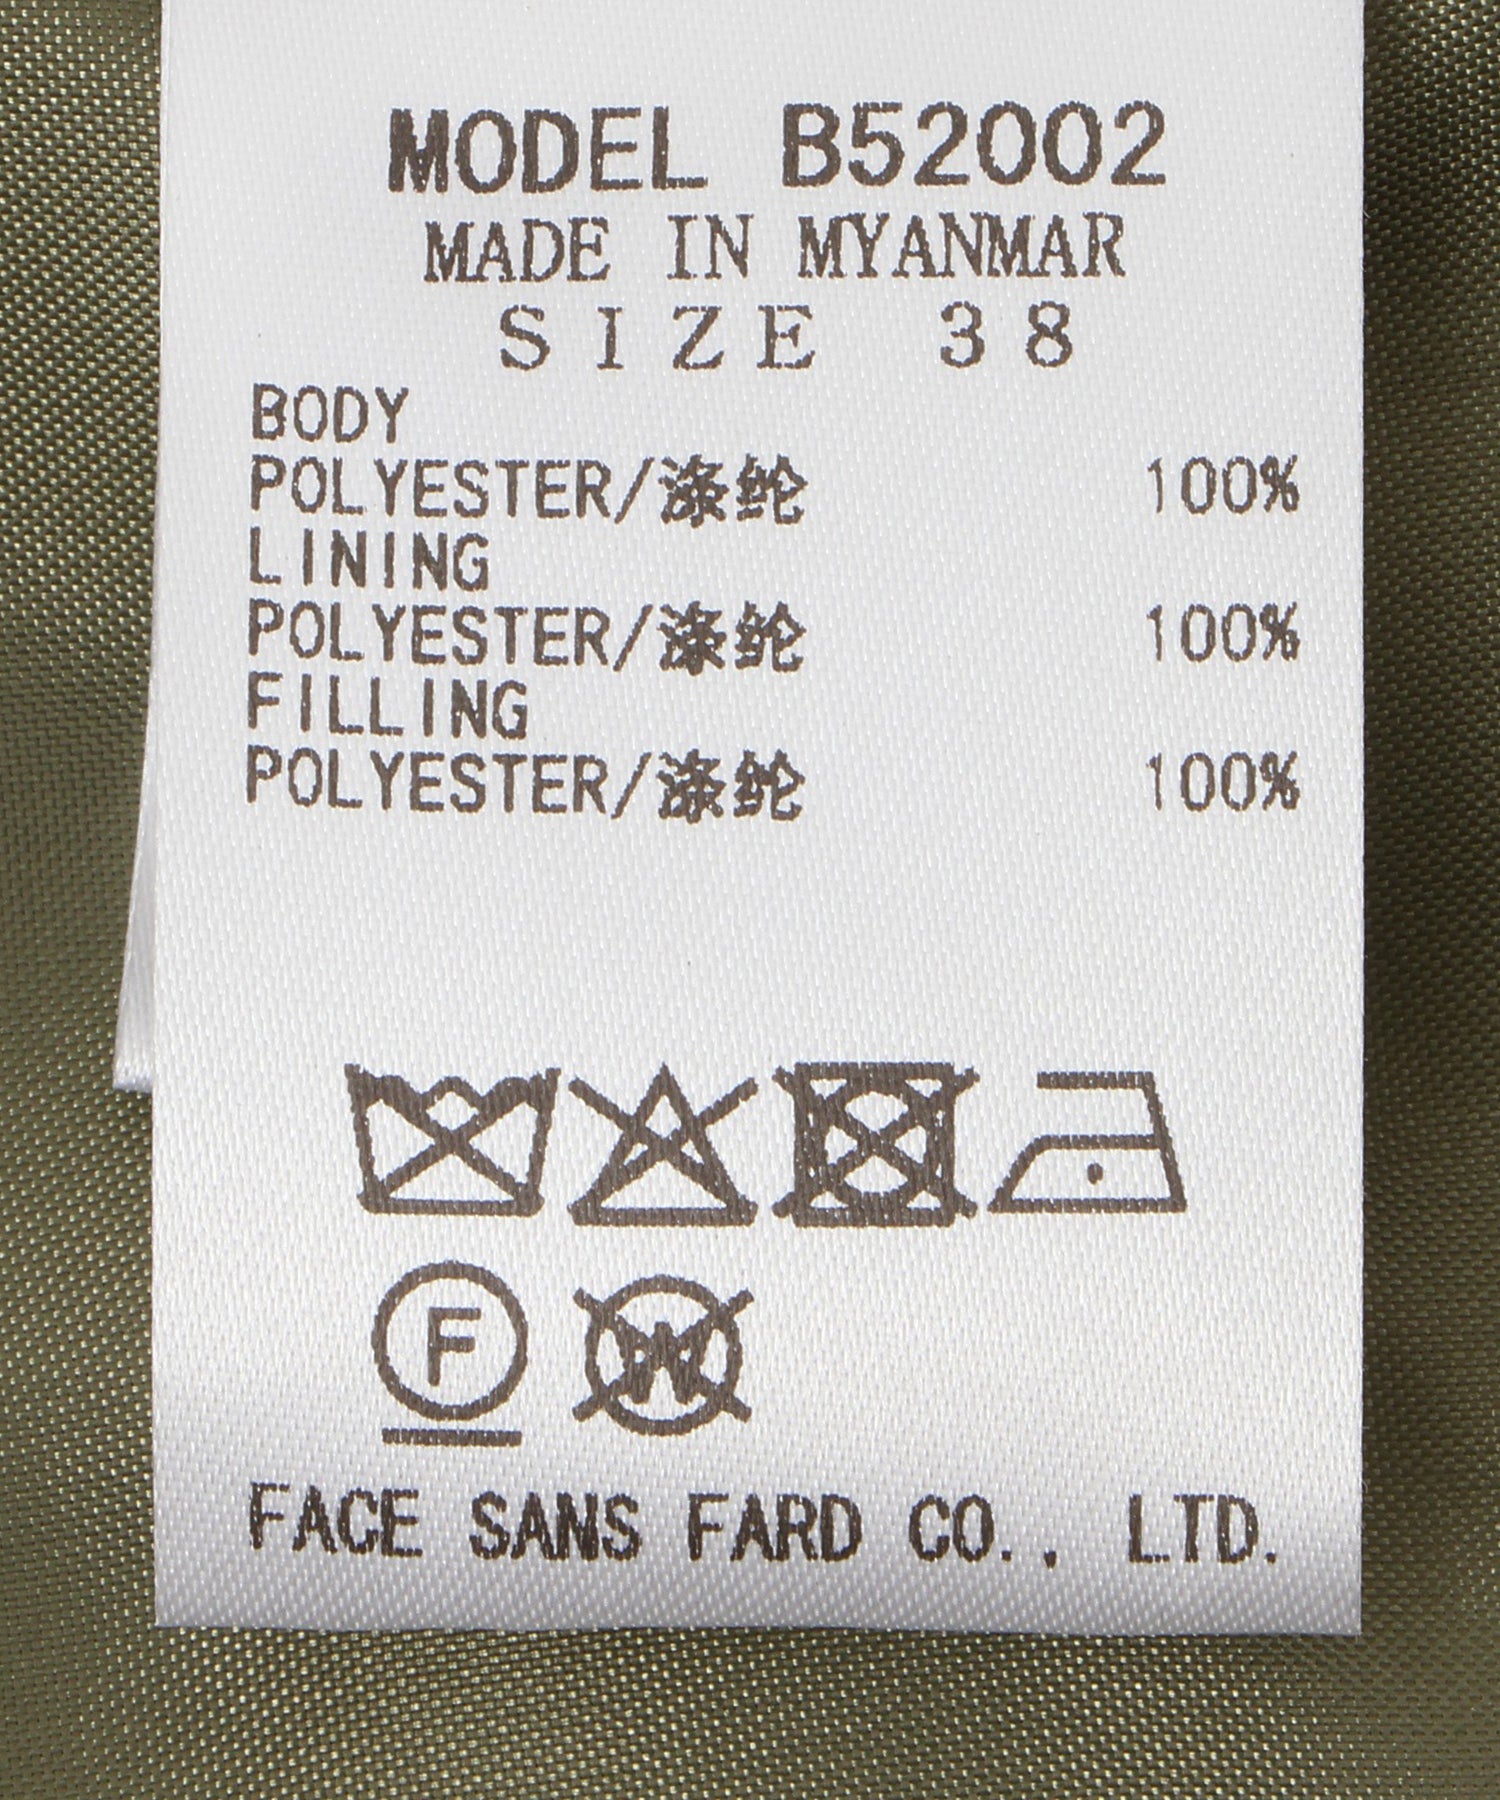 MODEL B52002
MADE IN MYANMAR
SIZE 38
BODY
POLYESTER/涤纶 100%
LINING
POLYESTER/涤纶 100%
FILLING
POLYESTER/涤纶 100%
F W
FACE SANS FARD CO., LTD.